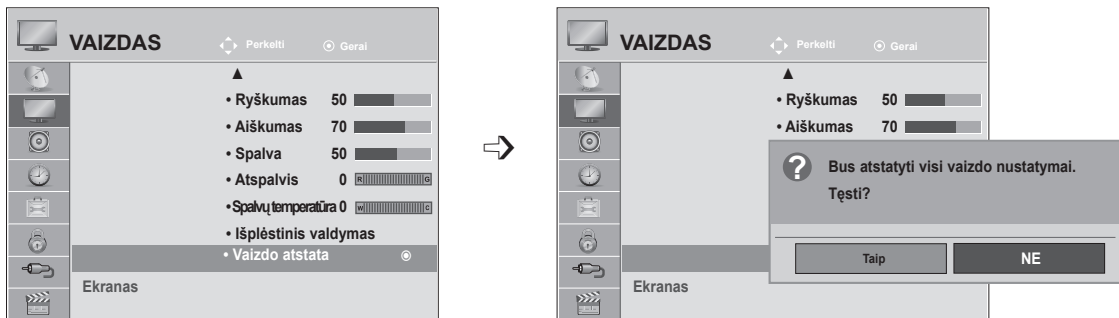 VAIZDAS Perkelti Gerai
▲
• Ryškumas 50
• Aiškumas 70
• Spalva 50
• Atspalvis 0 R G
• Spalvų temperatūra 0 W C
• Išplėstinis valdymas
• Vaizdo atstata
Ekranas
VAIZDAS Perkelti Gerai
▲
• Ryškumas 50
• Aiškumas 70
? Bus atstatyti visi vaizdo nustatymai.
Tęsti?
Taip NE
Ekranas